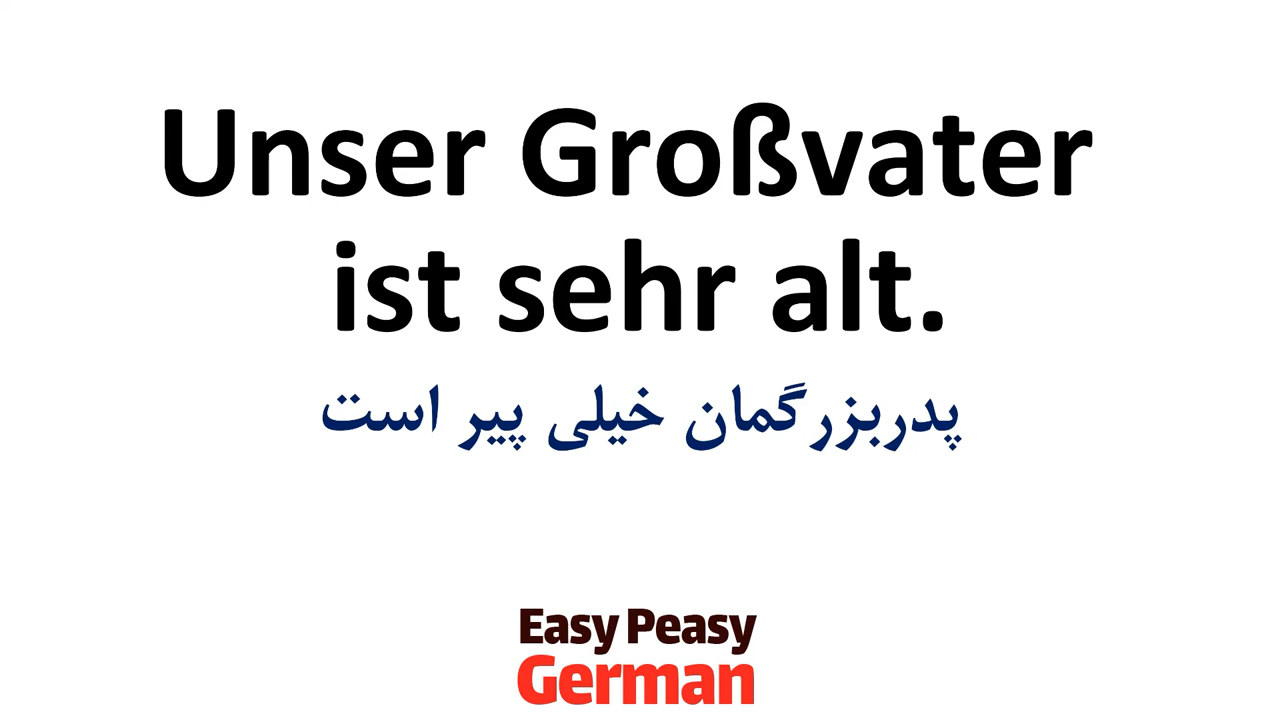 Unser Großvater
ist sehr alt.
پدربزرگمان خیلی پیر است
Easy Peasy
German